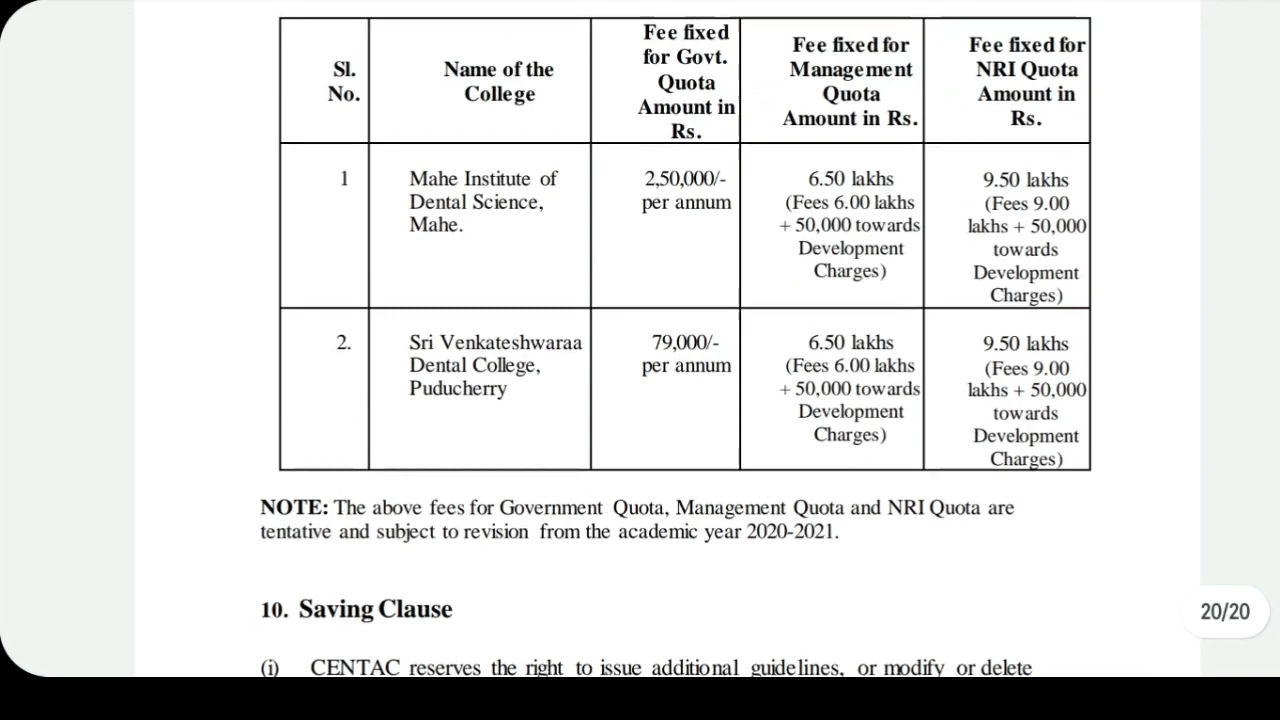 Sl.
No.
Name of the
College
Fee fixed
for Govt.
Quota
Amount in
Rs.
Fee fixed for
Management
Quota
Amount in Rs.
Fee fixed for
NRI Quota
Amount in
Rs.
1
Mahe Institute of
Dental Science,
Mahe.
2,50,000/-
per annum
6.50 lakhs
(Fees 6.00 lakhs
+ 50,000 towards
Development
Charges)
9.50 lakhs
(Fees 9.00
lakhs + 50,000
towards
Development
Charges)
2.
Sri Venkateshwaraa
Dental College,
Puducherry
79,000/-
per annum
6.50 lakhs
(Fees 6.00 lakhs
+ 50,000 towards
Development
Charges)
9.50 lakhs
(Fees 9.00
lakhs + 50,000
towards
Development
Charges)
NOTE: The above fees for Government Quota, Management Quota and NRI Quota are
tentative and subject to revision from the academic year 2020-2021.
10. Saving Clause
20/20
(i) CENTAC reserves the right to issue additional guidelines, or modify or delete